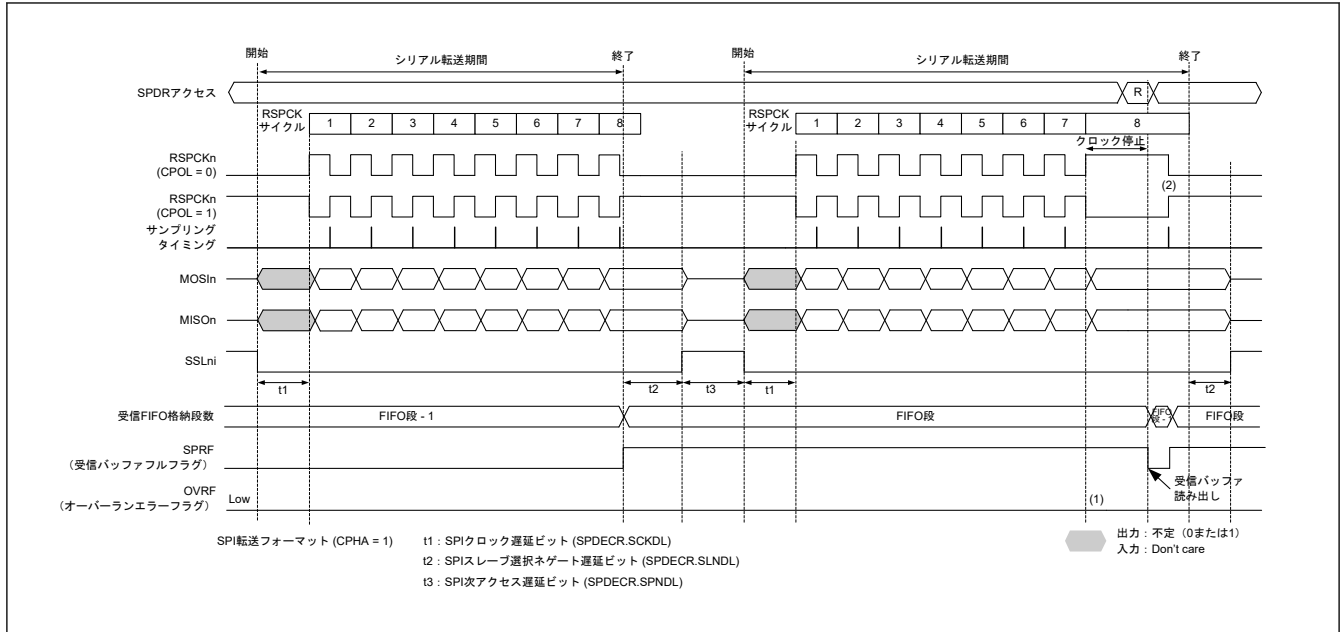 開始 シリアル転送期間 終了 開始 シリアル転送期間 終了
SPDRアクセス R
RSPCK
サイクル 1 2 3 4 5 6 7 8
RSPCK
サイクル 1 2 3 4 5 6 7 8
クロック停止
RSPCKn
(CPOL = 0)
(2)
RSPCKn
(CPOL = 1)
サンプリング
タイミング
MOSIn
MISOn
SSLni
t1 t2 t3 t1 t2
受信FIFO格納段数 FIFO段 - 1 FIFO段 FIFO
段 - 1 FIFO段
SPRF
(受信バッファフルフラグ)
受信バッファ
読み出し
OVRF
(オーバーランエラーフラグ) Low (1)
SPI転送フォーマット (CPHA = 1)
t1 : SPIクロック遅延ビット (SPDECR.SCKDL)
t2 : SPIスレーブ選択ネゲート遅延ビット (SPDECR.SLNDL)
t3 : SPI次アクセス遅延ビット (SPDECR.SPNDL)
出力 : 不定(0または1)
入力 : Don't care